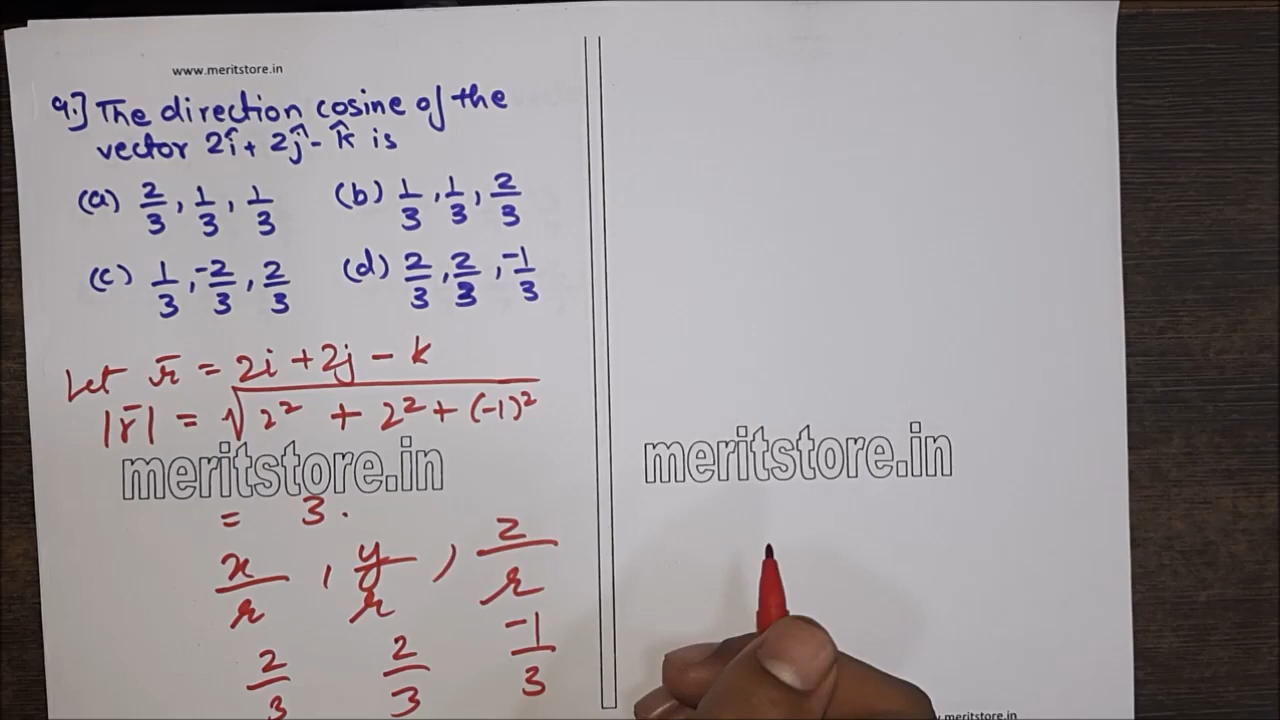 www.meritstore.in
9.] The direction cosine of the
vector 2î + 2ĵ - k̂ is
(a) 2/3, 1/3, 1/3 (b) 1/3, 1/3, 2/3
(c) 1/3, -2/3, 2/3 (d) 2/3, 2/3, -1/3
Let r̄ = 2i + 2j - k
|r̄| = √2² + 2² + (-1)²
meritstore.in
= 3.
x/r, y/r, z/r
2/3 2/3 -1/3
meritstore.in
w.meritstore.in